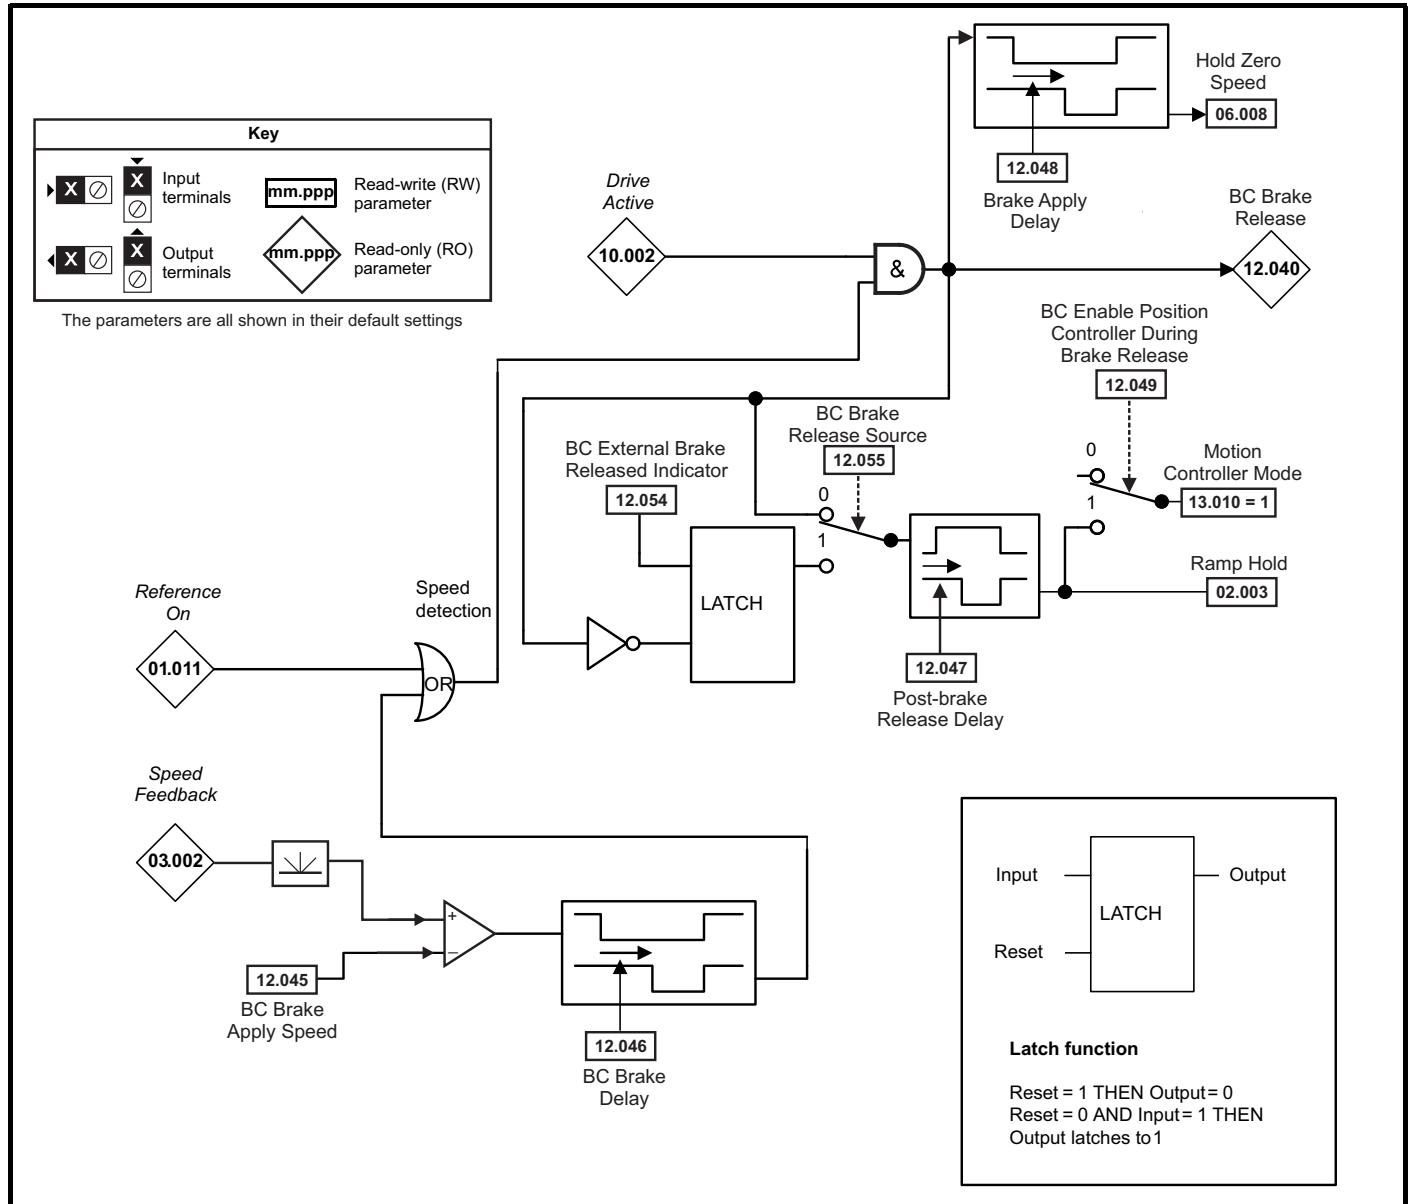 Key
X
X
Input
terminals
mm.ppp
Read-write (RW)
parameter
X
X
Output
terminals
mm.ppp
Read-only (RO)
parameter
The parameters are all shown in their default settings
Hold Zero
Speed
06.008
12.048
Brake Apply
Delay
Drive
Active
10.002
&
BC Brake
Release
12.040
BC Enable Position
Controller During
Brake Release
12.049
BC Brake
Release Source
12.055
BC External Brake
Released Indicator
12.054
0
1
LATCH
0
1
Motion
Controller Mode
13.010 = 1
Ramp Hold
02.003
12.047
Post-brake
Release Delay
Reference
On
01.011
Speed
detection
OR
Speed
Feedback
03.002
+
–
12.045
BC Brake
Apply Speed
12.046
BC Brake
Delay
Input
LATCH
Output
Reset
Latch function
Reset = 1 THEN Output = 0
Reset = 0 AND Input = 1 THEN
Output latches to 1